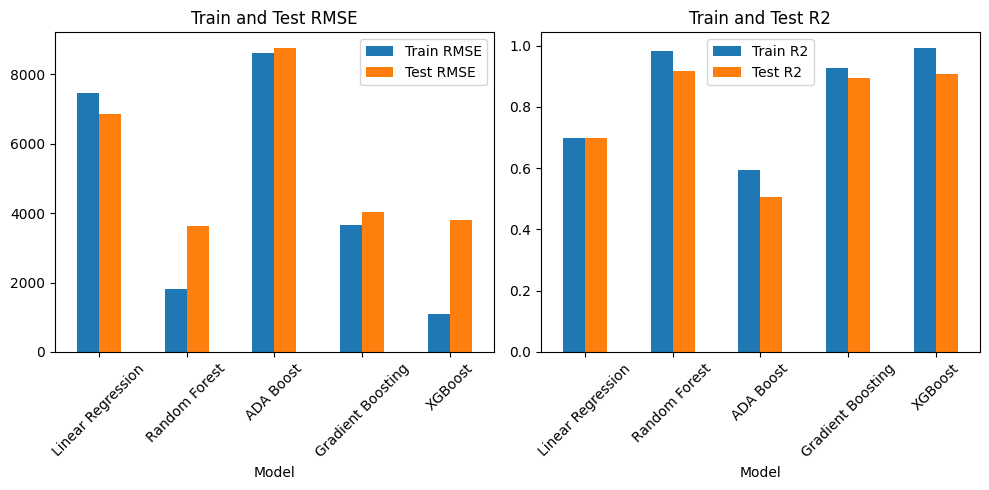 Train and Test RMSE
Train RMSE
Test RMSE
8000
6000
4000
2000
0
Linear Regression
Random Forest
ADA Boost
Gradient Boosting
XGBoost
Model
Train and Test R2
Train R2
Test R2
1.0
0.8
0.6
0.4
0.2
0.0
Linear Regression
Random Forest
ADA Boost
Gradient Boosting
XGBoost
Model